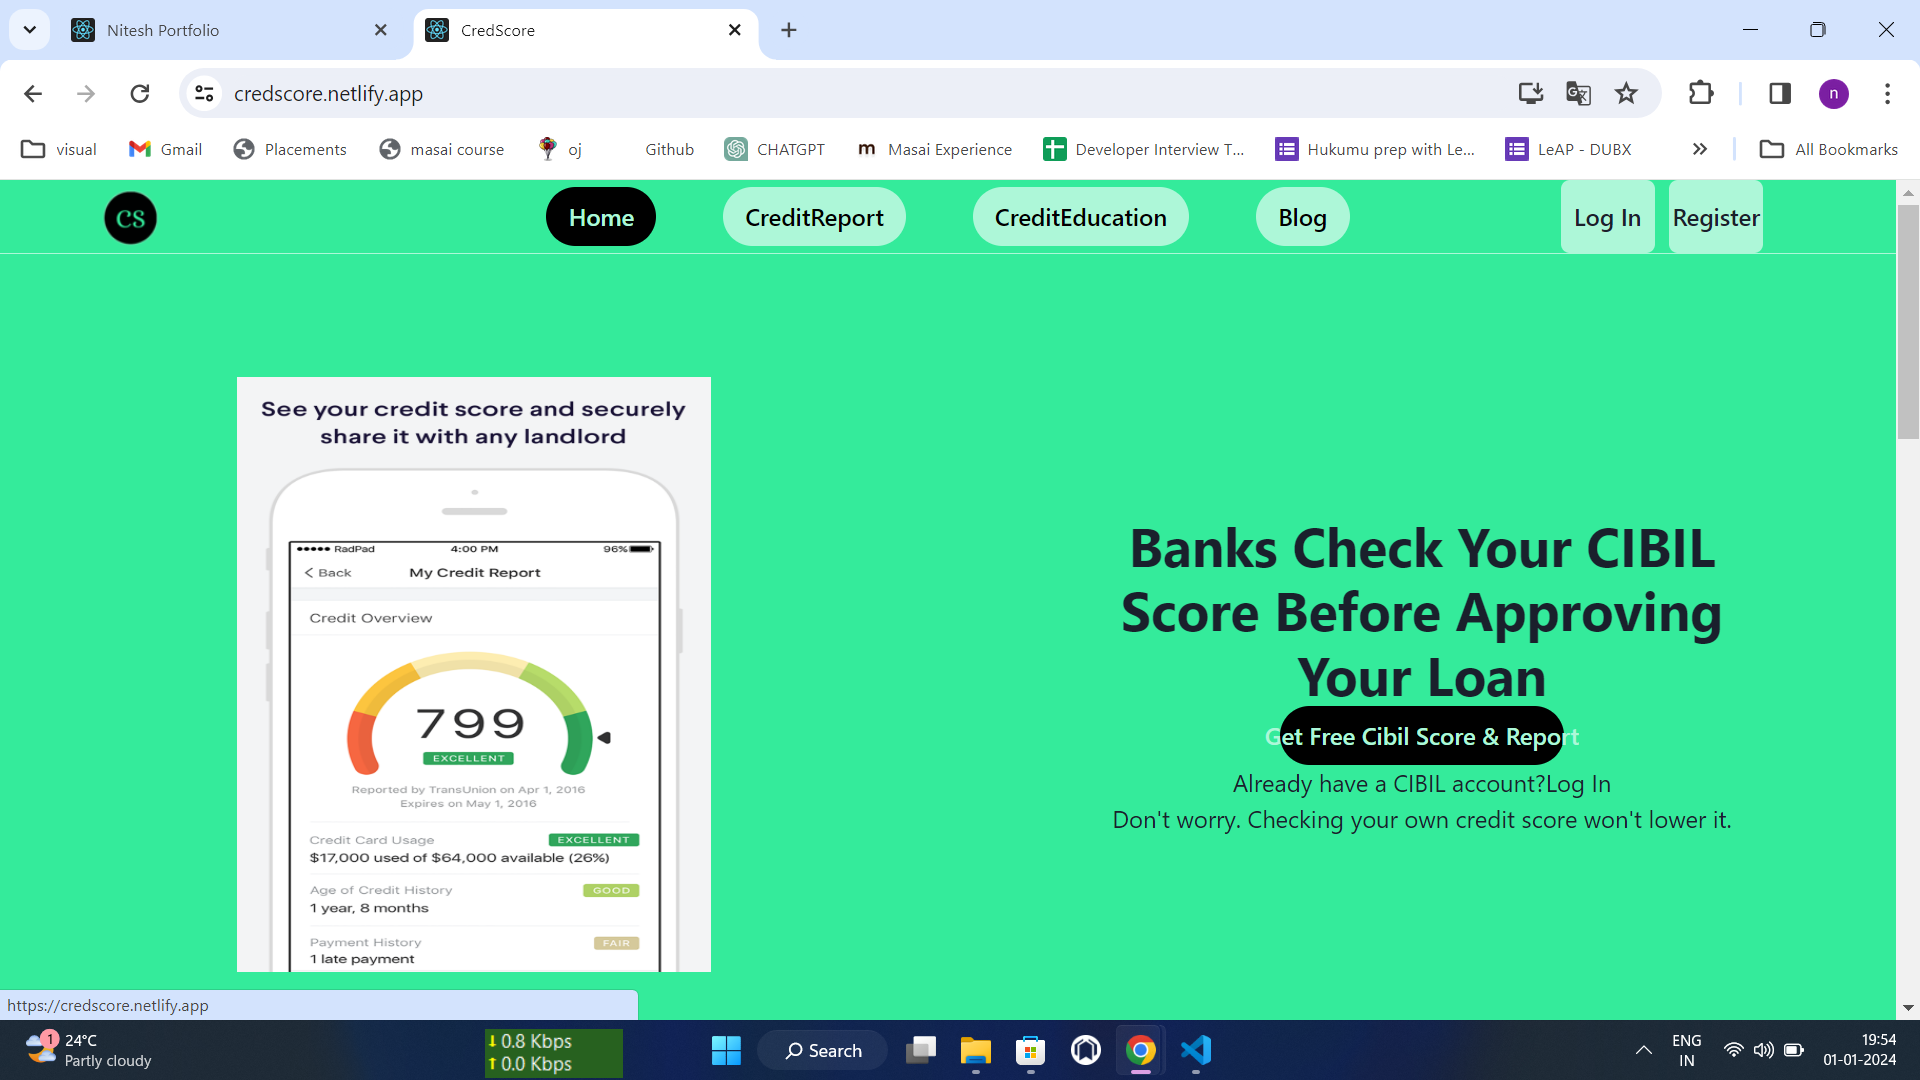 Nitesh Portfolio
CredScore
credscore.netlify.app
n
visual
Gmail
Placements
masai course
oj
Github
CHATGPT
m Masai Experience
Developer Interview T...
Hukumu prep with Le...
LeAP - DUBX
All Bookmarks
CS
Home
CreditReport
CreditEducation
Blog
Log In
Register
See your credit score and securely
share it with any landlord
RadPad
4:00 PM
96%
Back
My Credit Report
Credit Overview
799
EXCELLENT
Reported by TransUnion on Apr 1, 2016
Expires on May 1, 2016
Credit Card Usage
EXCELLENT
$17,000 used of $64,000 available (26%)
Age of Credit History
GOOD
1 year, 8 months
Payment History
FAIR
1 late payment
Banks Check Your CIBIL
Score Before Approving
Your Loan
Get Free Cibil Score & Report
Already have a CIBIL account?Log In
Don't worry. Checking your own credit score won't lower it.
https://credscore.netlify.app
1
24°C
Partly cloudy
0.8 Kbps
0.0 Kbps
Search
ENG
IN
19:54
01-01-2024